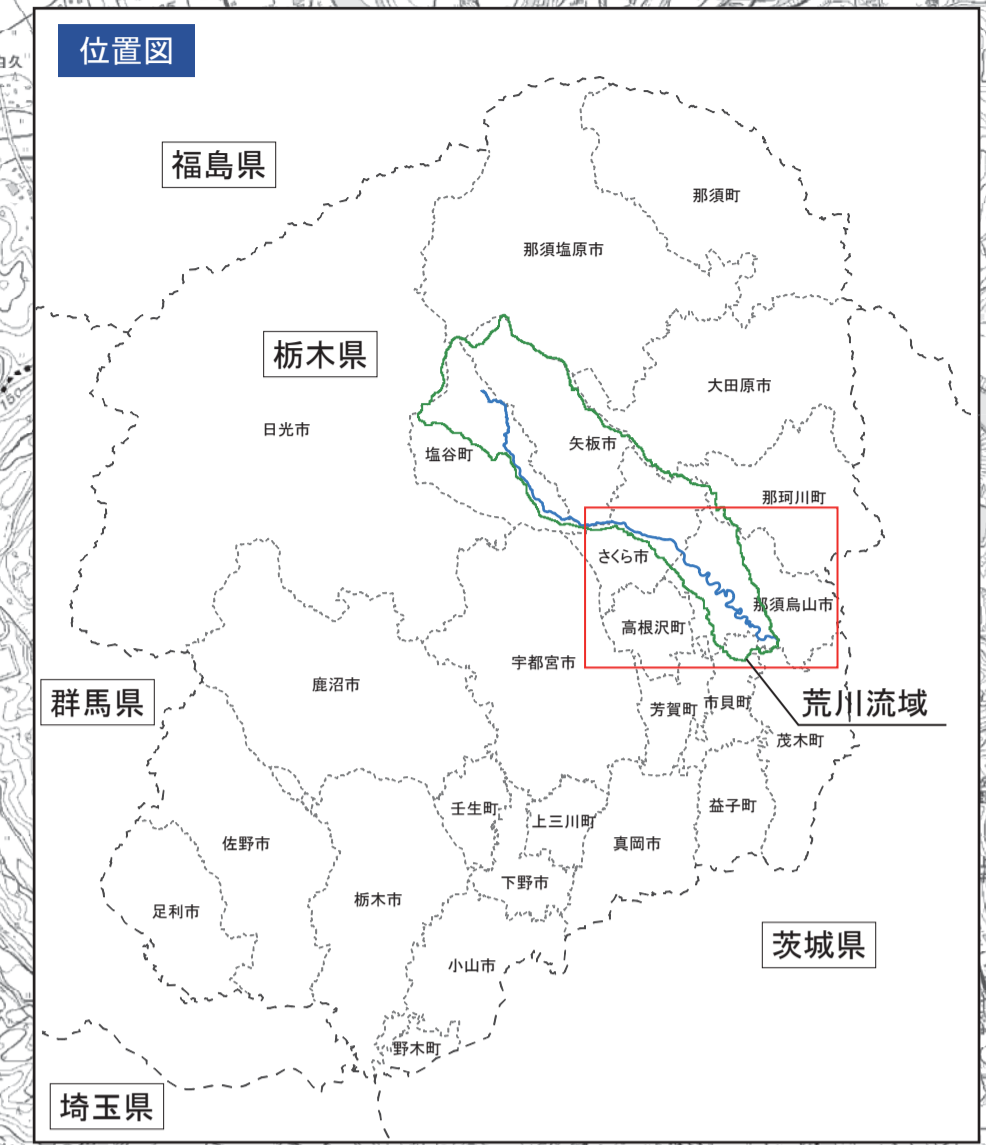 位置図
福島県
那須町
那須塩原市
栃木県
大田原市
日光市
矢板市
塩谷町
那珂川町
さくら市
那須烏山市
高根沢町
宇都宮市
鹿沼市
群馬県
芳賀町
市貝町
荒川流域
茂木町
壬生町
上三川町
益子町
佐野市
真岡市
下野市
栃木市
足利市
茨城県
小山市
野木町
埼玉県
150